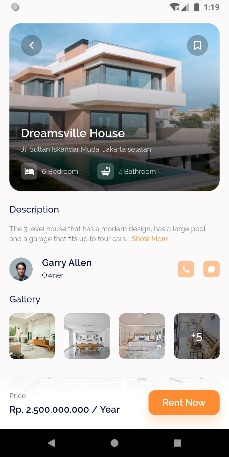 1:19
Dreamsville House
Jl. Sultan Iskandar Muda, Jakarta selatan
6 Bedroom
4 Bathroom
Description
The 3 level house that has a modern design, has a large pool
and a garage that fits up to four cars... Show More
Garry Allen
Owner
Gallery
+5
Price
Rp. 2.500.000.000 / Year
Rent Now